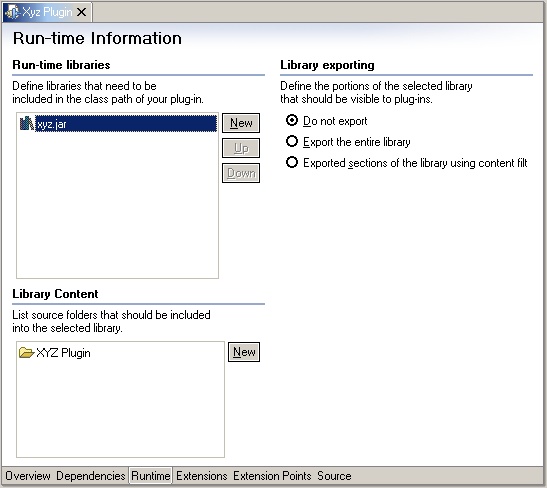 Xyz Plugin
Run-time Information
Run-time libraries
Define libraries that need to be
included in the class path of your plug-in.
xyz.jar
New
Up
Down
Library exporting
Define the portions of the selected library
that should be visible to plug-ins.
Do not export
Export the entire library
Exported sections of the library using content filt
Library Content
List source folders that should be included
into the selected library.
XYZ Plugin
New
Overview Dependencies Runtime Extensions Extension Points Source